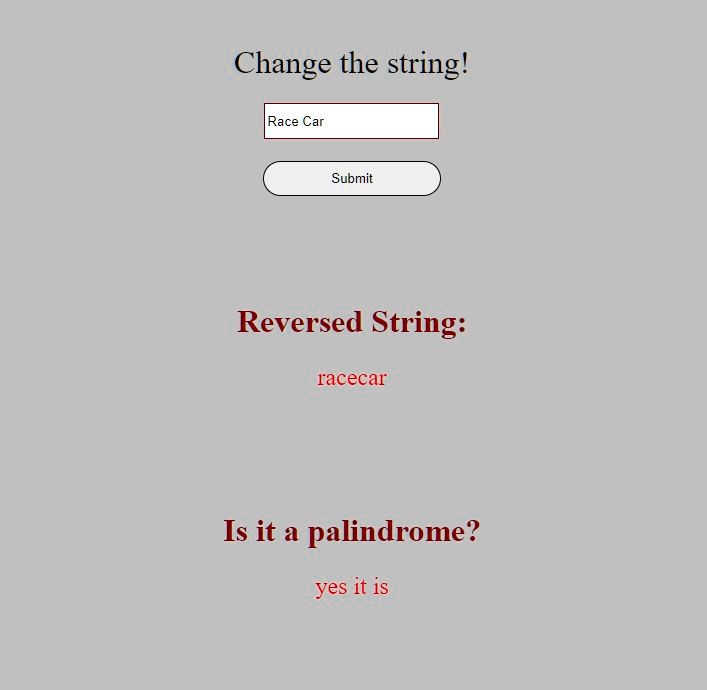 Change the string!
Race Car
Submit
Reversed String:
racecar
Is it a palindrome?
yes it is